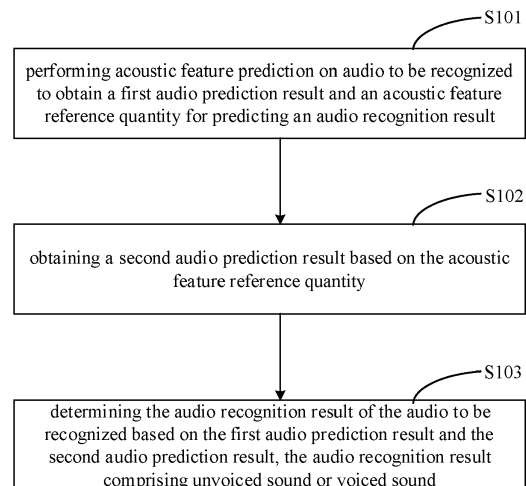 S101
performing acoustic feature prediction on audio to be recognized
to obtain a first audio prediction result and an acoustic feature
reference quantity for predicting an audio recognition result
S102
obtaining a second audio prediction result based on the acoustic
feature reference quantity
S103
determining the audio recognition result of the audio to be
recognized based on the first audio prediction result and the
second audio prediction result, the audio recognition result
comprising unvoiced sound or voiced sound